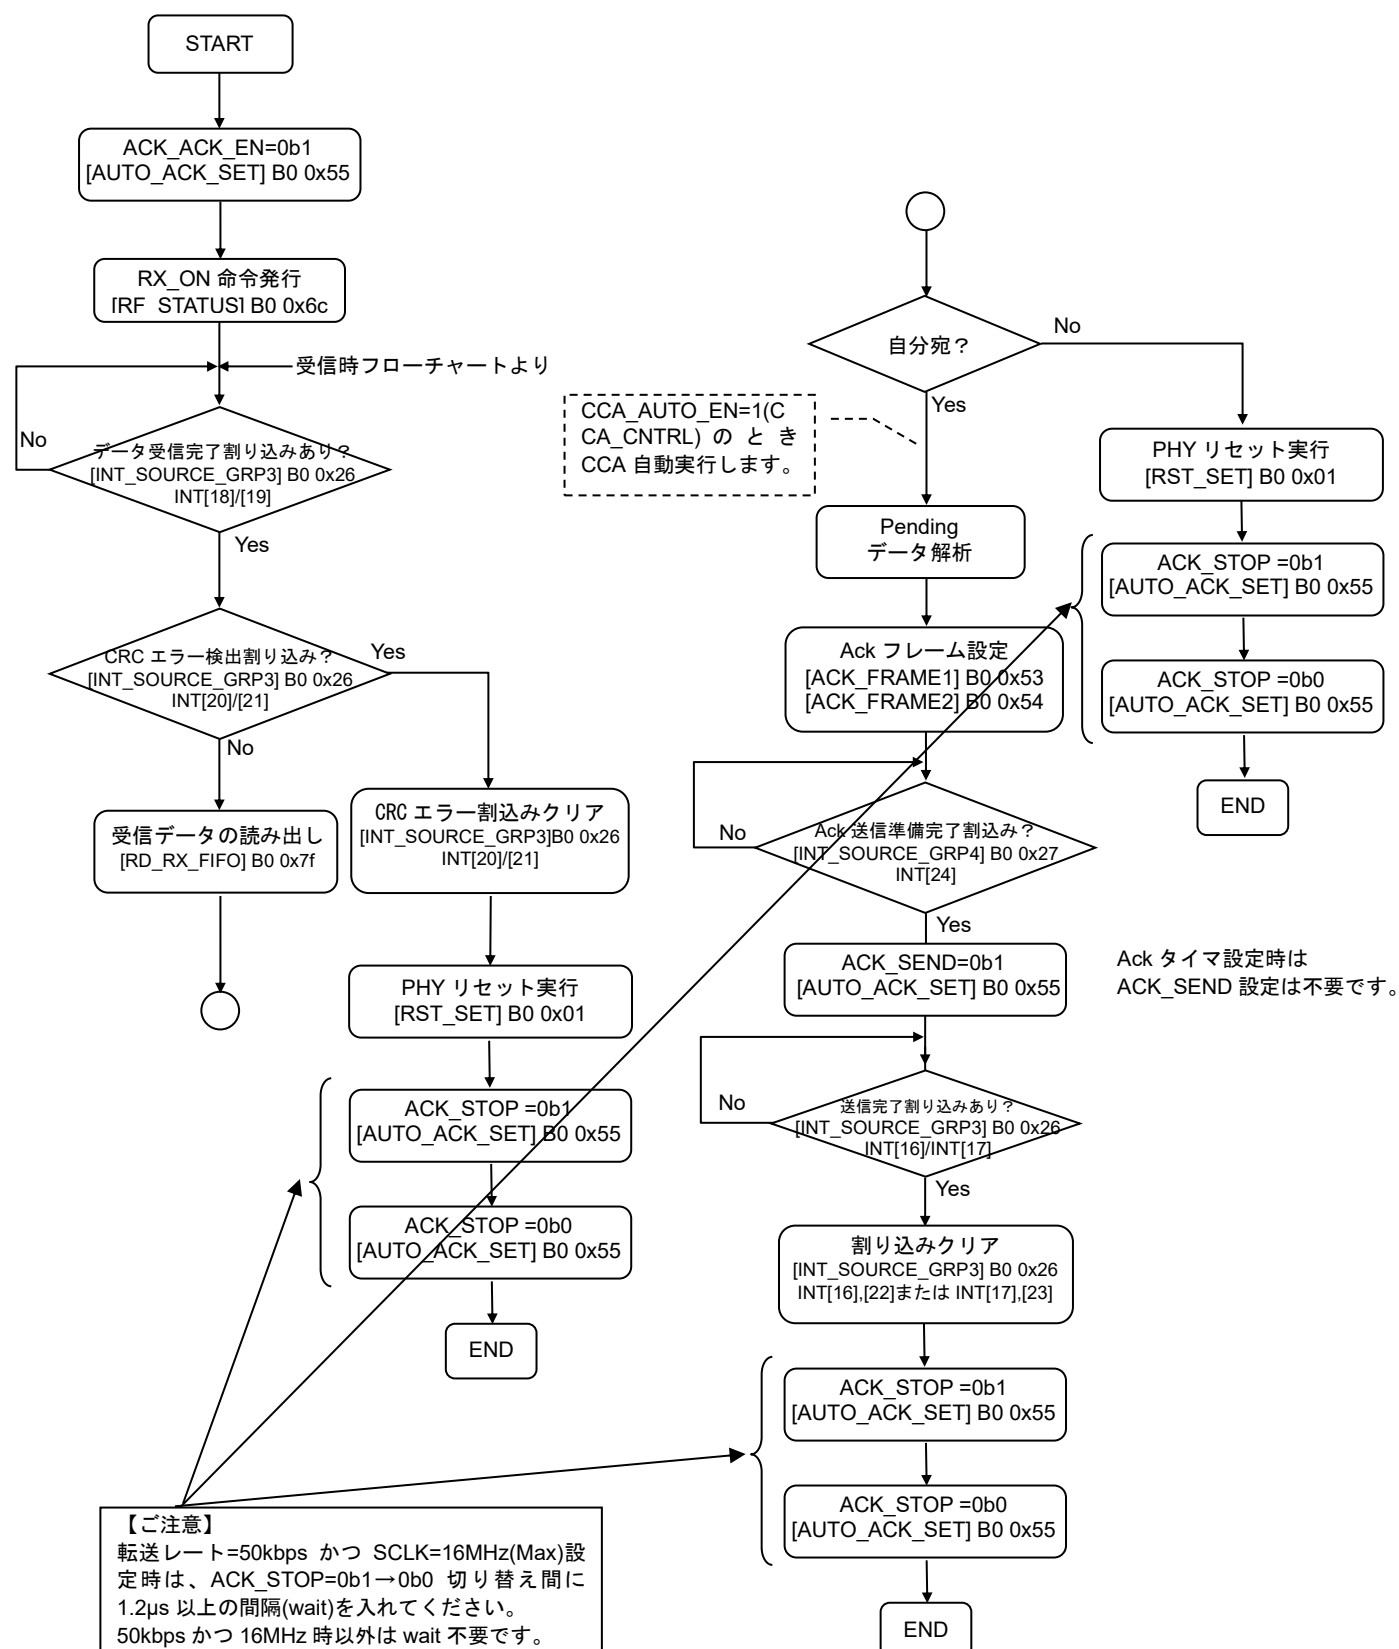 START
ACK_ACK_EN=0b1
[AUTO_ACK_SET] B0 0x55
RX_ON 命令発行
[RF_STATUS] B0 0x6c
受信時フローチャートより
No
データ受信完了割り込みあり？
[INT_SOURCE_GRP3] B0 0x26
INT[18]/[19]
Yes
CRC エラー検出割り込み？
[INT_SOURCE_GRP3] B0 0x26
INT[20]/[21]
Yes
No
受信データの読み出し
[RD_RX_FIFO] B0 0x7f
CRC エラー割込みクリア
[INT_SOURCE_GRP3]B0 0x26
INT[20]/[21]
PHY リセット実行
[RST_SET] B0 0x01
ACK_STOP =0b1
[AUTO_ACK_SET] B0 0x55
ACK_STOP =0b0
[AUTO_ACK_SET] B0 0x55
END
【ご注意】
転送レート=50kbps かつ SCLK=16MHz(Max)設
定時は、ACK_STOP=0b1→0b0 切り替え間に
1.2µs 以上の間隔(wait)を入れてください。
50kbps かつ 16MHz 時以外は wait 不要です。
自分宛？
No
Yes
CCA_AUTO_EN=1(C
CA_CNTRL) の と き
CCA 自動実行します。
PHY リセット実行
[RST_SET] B0 0x01
ACK_STOP =0b1
[AUTO_ACK_SET] B0 0x55
ACK_STOP =0b0
[AUTO_ACK_SET] B0 0x55
END
Pending
データ解析
Ack フレーム設定
[ACK_FRAME1] B0 0x53
[ACK_FRAME2] B0 0x54
No
Ack 送信準備完了割込み？
[INT_SOURCE_GRP4] B0 0x27
INT[24]
Yes
ACK_SEND=0b1
[AUTO_ACK_SET] B0 0x55
Ack タイマ設定時は
ACK_SEND 設定は不要です。
No
送信完了割り込みあり？
[INT_SOURCE_GRP3] B0 0x26
INT[16]/INT[17]
Yes
割り込みクリア
[INT_SOURCE_GRP3] B0 0x26
INT[16],[22]または INT[17],[23]
ACK_STOP =0b1
[AUTO_ACK_SET] B0 0x55
ACK_STOP =0b0
[AUTO_ACK_SET] B0 0x55
END